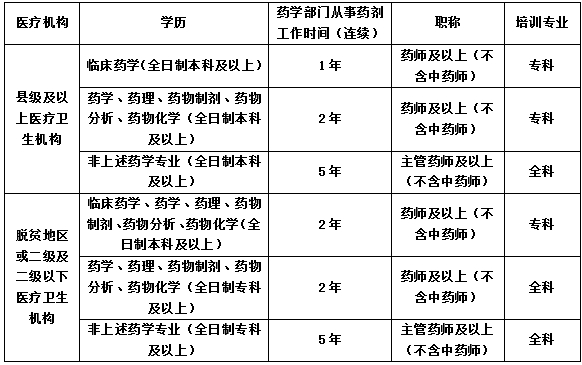 医疗机构
学历
药学部门从事药剂
工作时间（连续）
职称
培训专业
县级及以
上医疗卫
生机构
临床药学（全日制本科及以上）
1 年
药师及以上（不
含中药师）
专科
药学、药理、药物制剂、药物
分析、药物化学（全日制本科
及以上）
2 年
药师及以上（不
含中药师）
专科
非上述药学专业（全日制本科
及以上）
5 年
主管药师及以上
（不含中药师）
全科
脱贫地区
或二级及
二级以下
医疗卫生
机构
临床药学、药学、药理、药物
制剂、药物分析、药物化学（全
日制本科及以上）
2 年
药师及以上（不
含中药师）
专科
药学、药理、药物制剂、药物
分析、药物化学（全日制专科
及以上）
2 年
药师及以上（不
含中药师）
全科
非上述药学专业（全日制专科
及以上）
5 年
主管药师及以上
（不含中药师）
全科